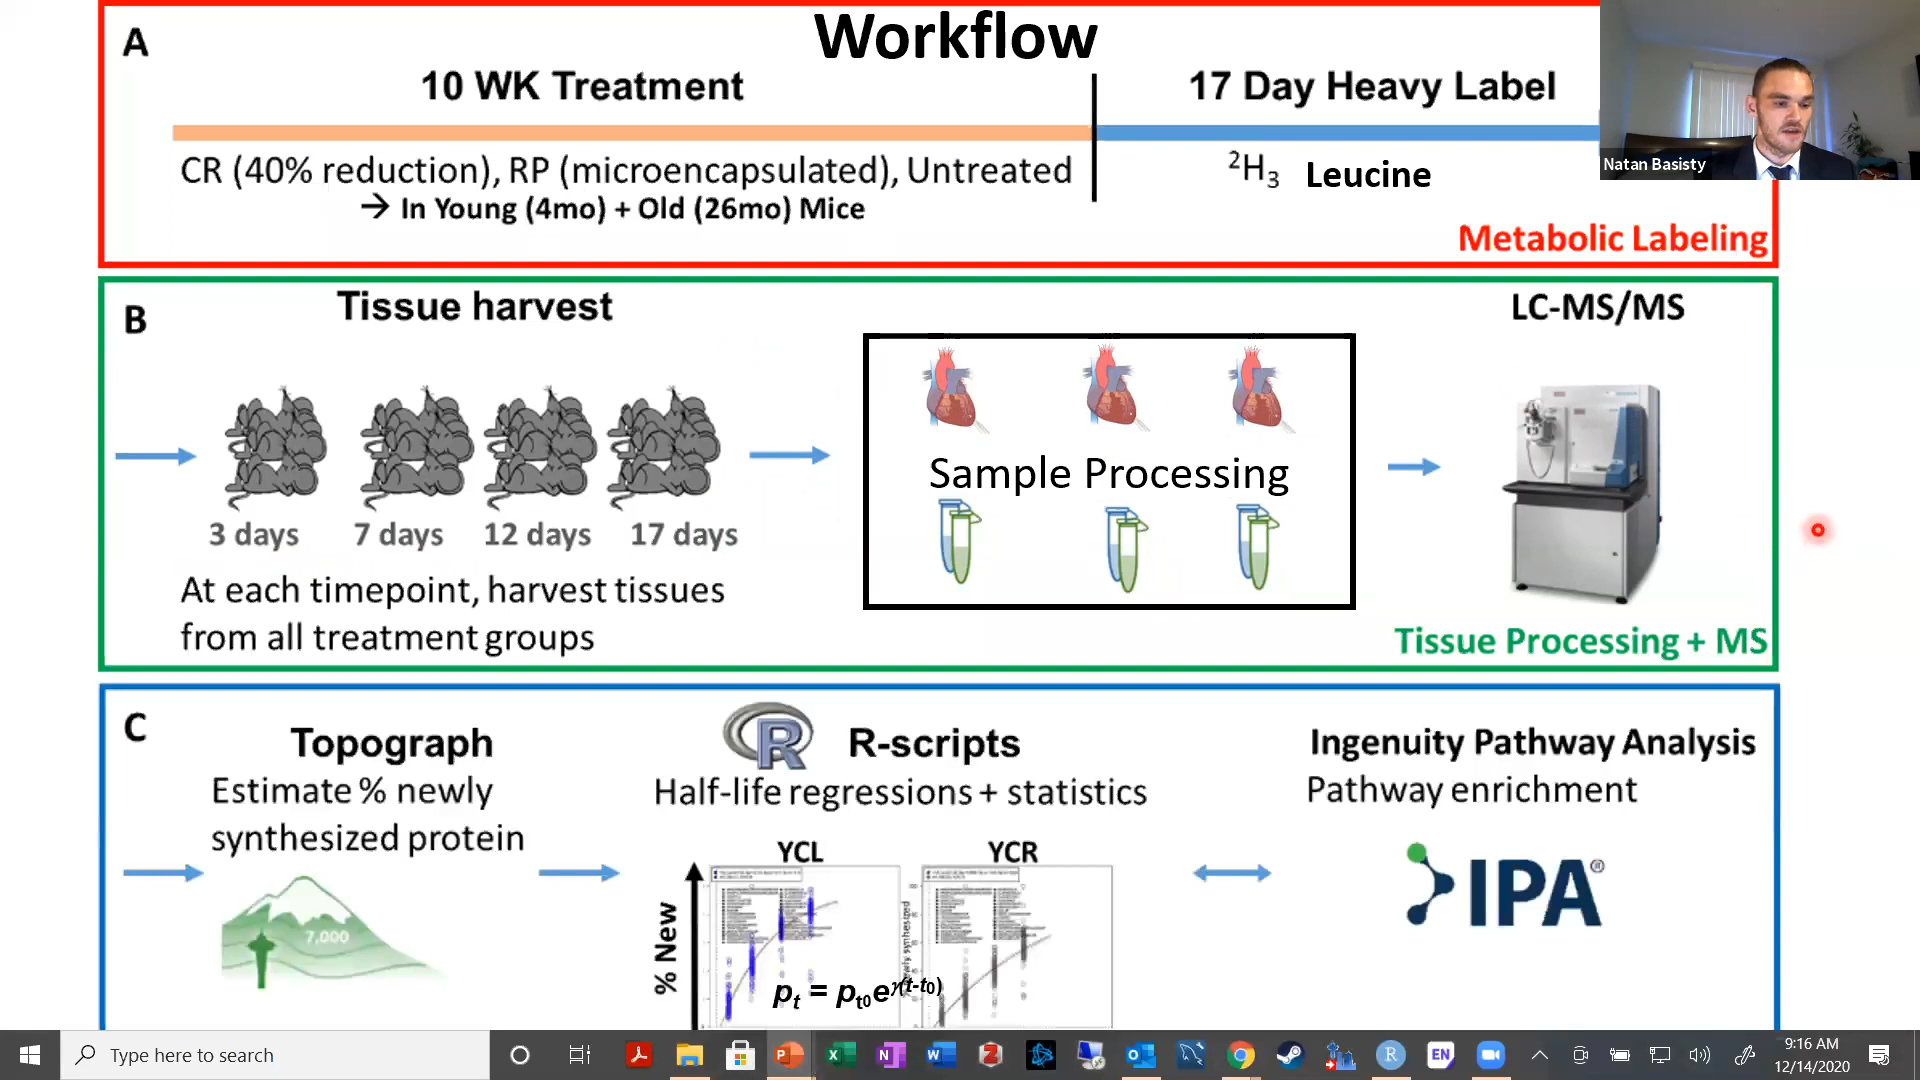 Workflow
A
10 WK Treatment
17 Day Heavy Label
CR (40% reduction), RP (microencapsulated), Untreated
→ In Young (4mo) + Old (26mo) Mice
²H₃ Leucine
Natan Basisty
Metabolic Labeling
B
Tissue harvest
LC-MS/MS
Sample Processing
3 days 7 days 12 days 17 days
At each timepoint, harvest tissues
from all treatment groups
Tissue Processing + MS
C
Topograph
Estimate % newly
synthesized protein
7,000
R
R-scripts
Half-life regressions + statistics
YCL
YCR
% New
pₜ = pₜ₀e^γ(t-t₀)
Ingenuity Pathway Analysis
Pathway enrichment
IPA®
Type here to search
EN
9:16 AM
12/14/2020